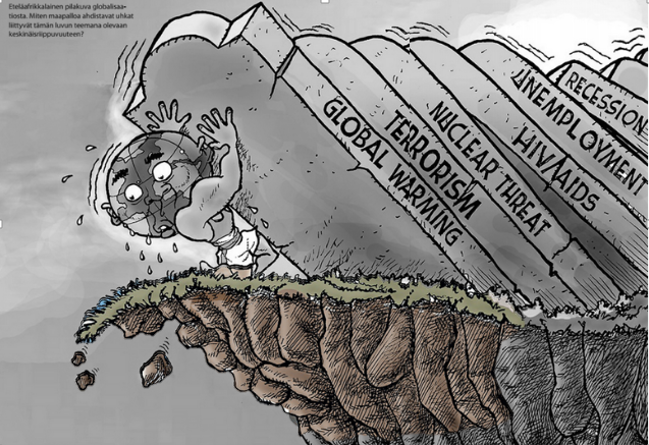 Eteläafrikkalainen pilakuva globalisaa-
tiosta. Miten maapalloa ahdistavat uhkat
liittyvät tämän luvun teemana olevaan
keskinäisriippuvuuteen?
GLOBAL WARMING
TERRORISM
NUCLEAR THREAT
HIV/AIDS
UNEMPLOYMENT
RECESSION